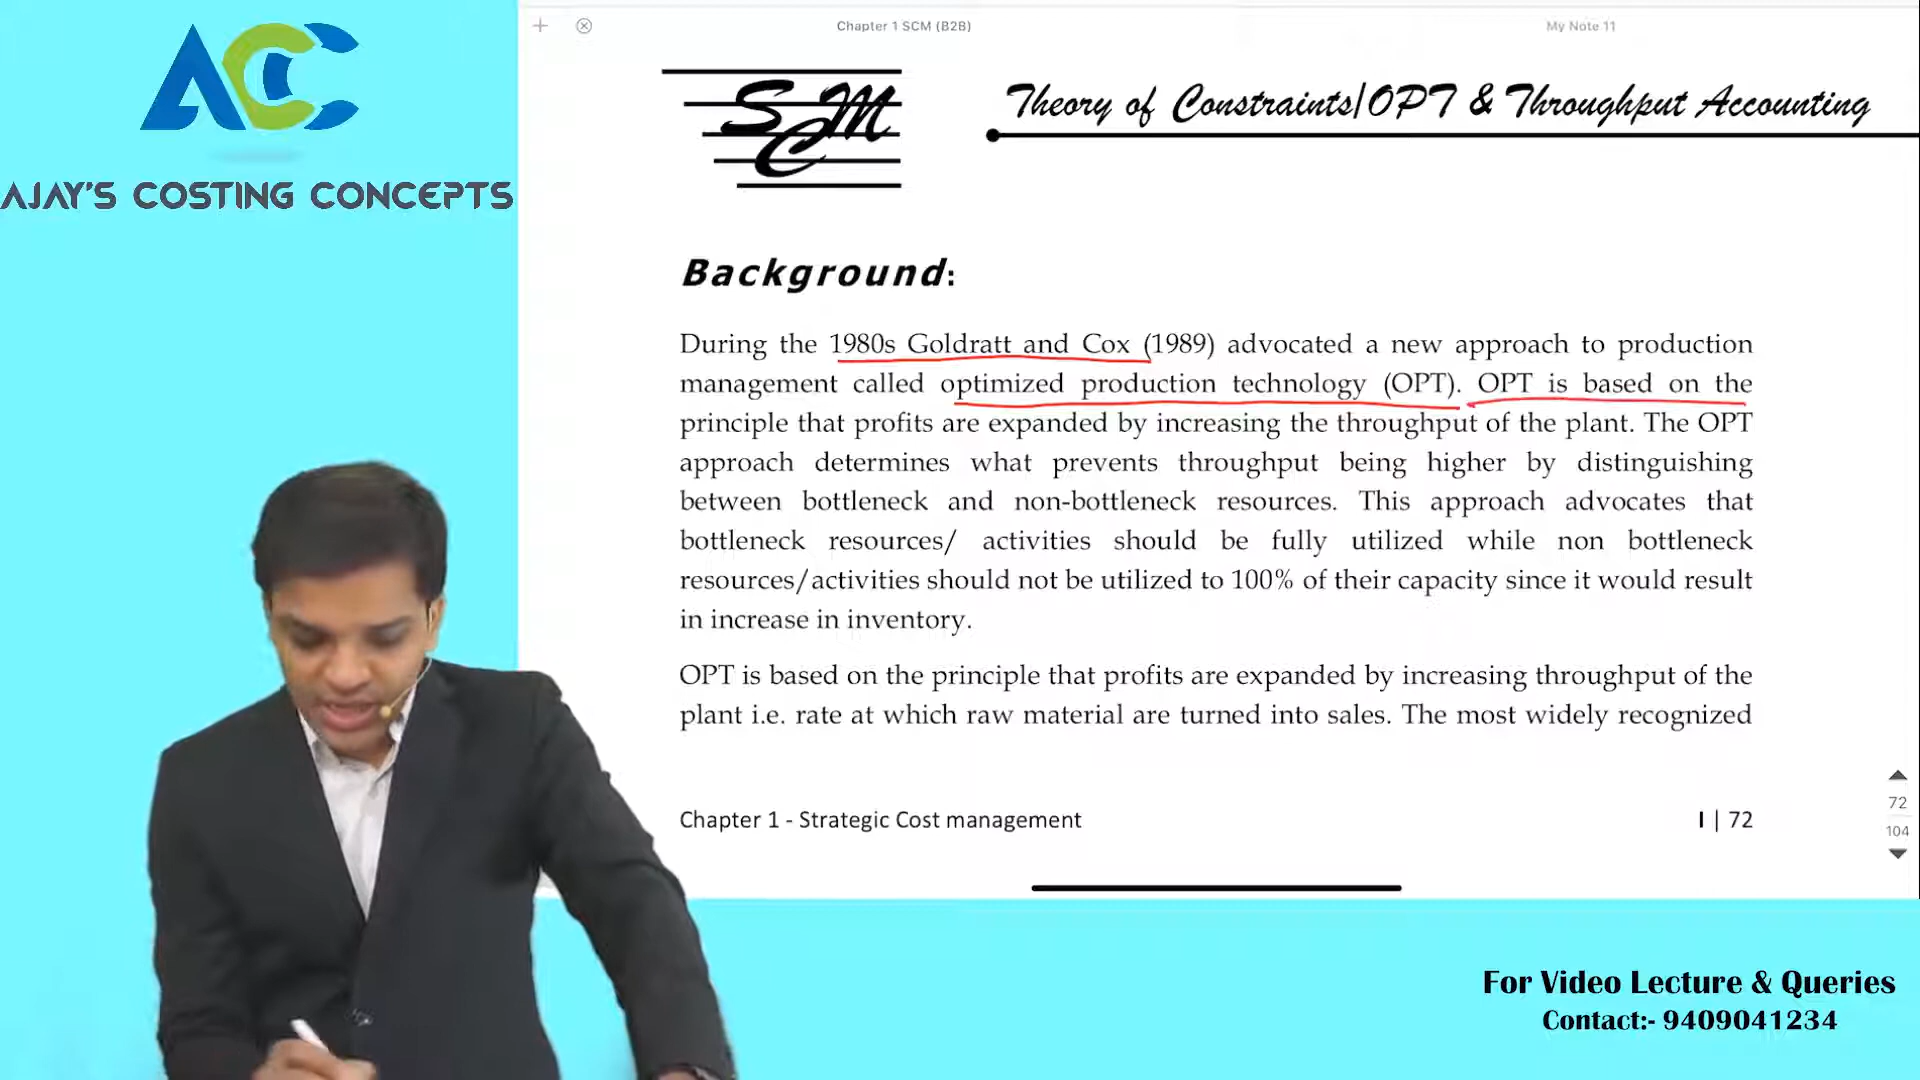 Chapter 1 SCM (B2B)
My Note 11
ACC
AJAY'S COSTING CONCEPTS
SCM
Theory of Constraints/OPT & Throughput Accounting
Background:
During the 1980s Goldratt and Cox (1989) advocated a new approach to production
management called optimized production technology (OPT). OPT is based on the
principle that profits are expanded by increasing the throughput of the plant. The OPT
approach determines what prevents throughput being higher by distinguishing
between bottleneck and non-bottleneck resources. This approach advocates that
bottleneck resources/ activities should be fully utilized while non bottleneck
resources/activities should not be utilized to 100% of their capacity since it would result
in increase in inventory.
OPT is based on the principle that profits are expanded by increasing throughput of the
plant i.e. rate at which raw material are turned into sales. The most widely recognized
Chapter 1 - Strategic Cost management
I | 72
72
104
For Video Lecture & Queries
Contact:- 9409041234